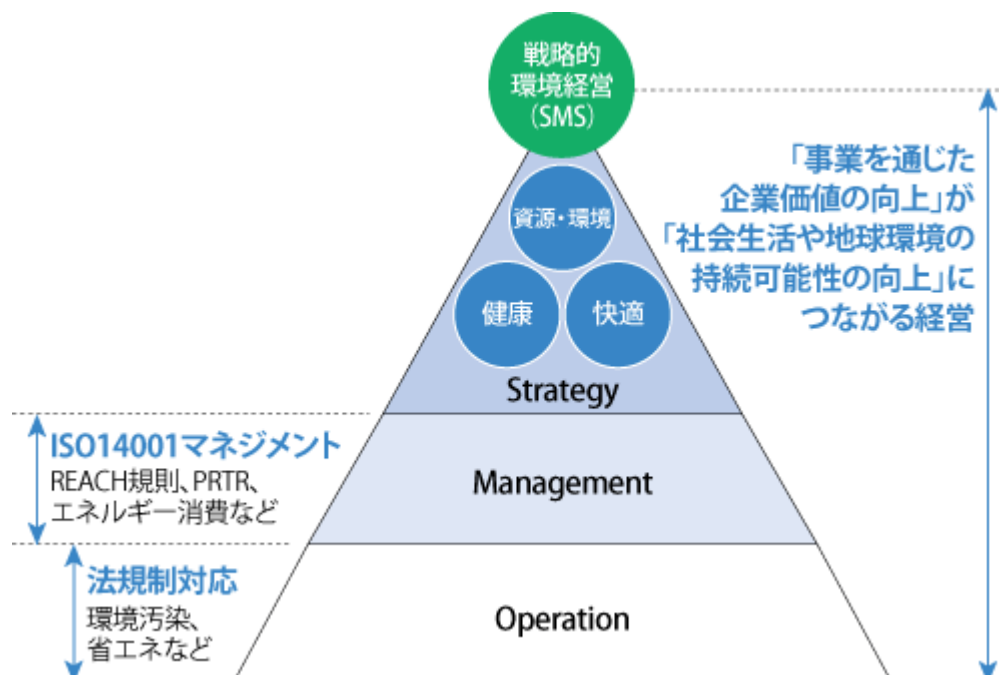 戦略的
環境経営
(SMS)
「事業を通じた
企業価値の向上」が
「社会生活や地球環境の
持続可能性の向上」に
つながる経営
資源・環境
健康
快適
Strategy
ISO14001マネジメント
REACH規則、PRTR、
エネルギー消費など
Management
法規制対応
環境汚染、
省エネなど
Operation